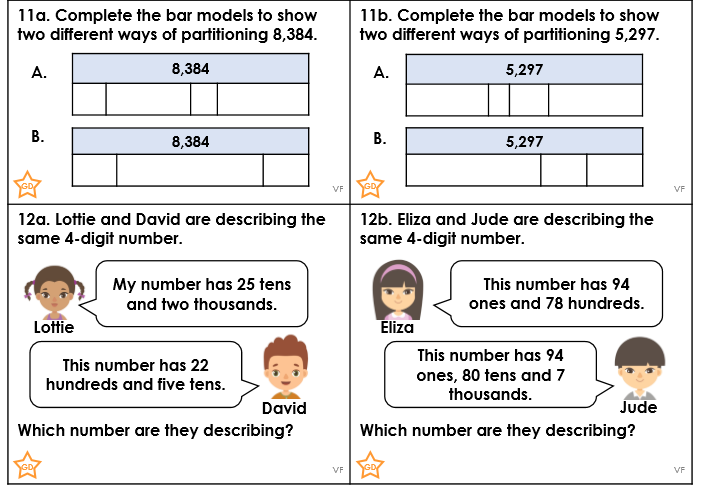 11a. Complete the bar models to show
two different ways of partitioning 8,384.
A.
8,384
B.
8,384
GD
VF
11b. Complete the bar models to show
two different ways of partitioning 5,297.
A.
5,297
B.
5,297
GD
VF
12a. Lottie and David are describing the
same 4-digit number.
My number has 25 tens
and two thousands.
Lottie
This number has 22
hundreds and five tens.
David
Which number are they describing?
GD
VF
12b. Eliza and Jude are describing the
same 4-digit number.
This number has 94
ones and 78 hundreds.
Eliza
This number has 94
ones, 80 tens and 7
thousands.
Jude
Which number are they describing?
GD
VF